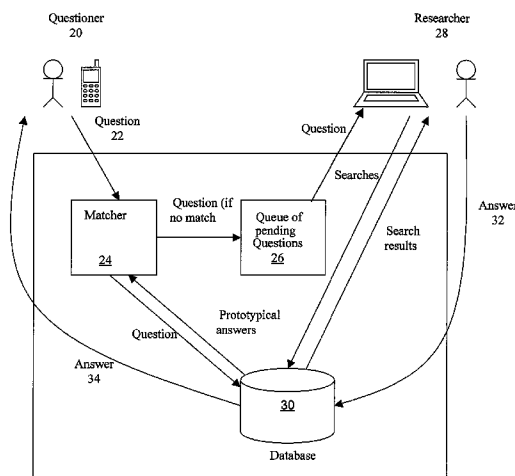 Questioner
20
Researcher
28
Question
22
Question
Searches
Matcher
24
Question (if
no match
Queue of
pending
Questions
26
Answer
32
Search
results
Prototypical
answers
Question
Answer
34
30
Database